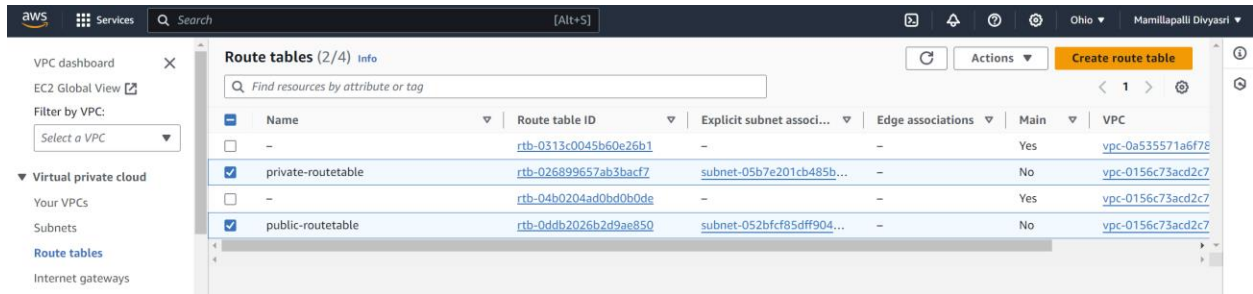 aws Services Search [Alt+S] Ohio Mamillapalli Divyasri
VPC dashboard
EC2 Global View
Filter by VPC:
Select a VPC
Virtual private cloud
Your VPCs
Subnets
Route tables
Internet gateways
Route tables (2/4) Info
Actions Create route table
Find resources by attribute or tag
1
Name Route table ID Explicit subnet associ... Edge associations Main VPC
– rtb-0313c0045b60e26b1 – – Yes vpc-0a535571a6f78
private-routetable rtb-026899657ab3bacf7 subnet-05b7e201cb485b... – No vpc-0156c73acd2c7
– rtb-04b0204ad0bd0b0de – – Yes vpc-0156c73acd2c7
public-routetable rtb-0ddb2026b2d9ae850 subnet-052bfcf85dff904... – No vpc-0156c73acd2c7